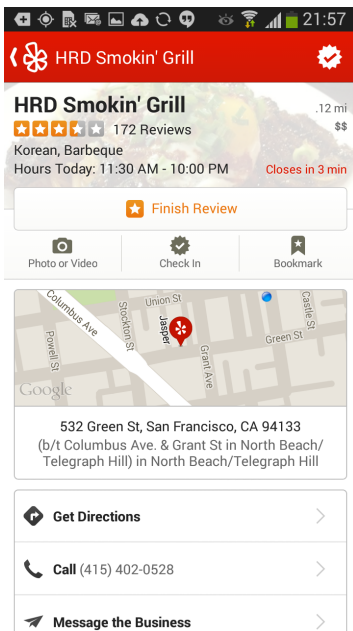 21:57
HRD Smokin' Grill
HRD Smokin' Grill
.12 mi
172 Reviews
$$
Korean, Barbeque
Hours Today: 11:30 AM - 10:00 PM
Closes in 3 min
Finish Review
Photo or Video
Check In
Bookmark
Columbus Ave
Stockton St
Union St
Castle St
Powell St
Jasper
Grant Ave
Green St
Google
532 Green St, San Francisco, CA 94133
(b/t Columbus Ave. & Grant St in North Beach/
Telegraph Hill) in North Beach/Telegraph Hill
Get Directions
Call (415) 402-0528
Message the Business